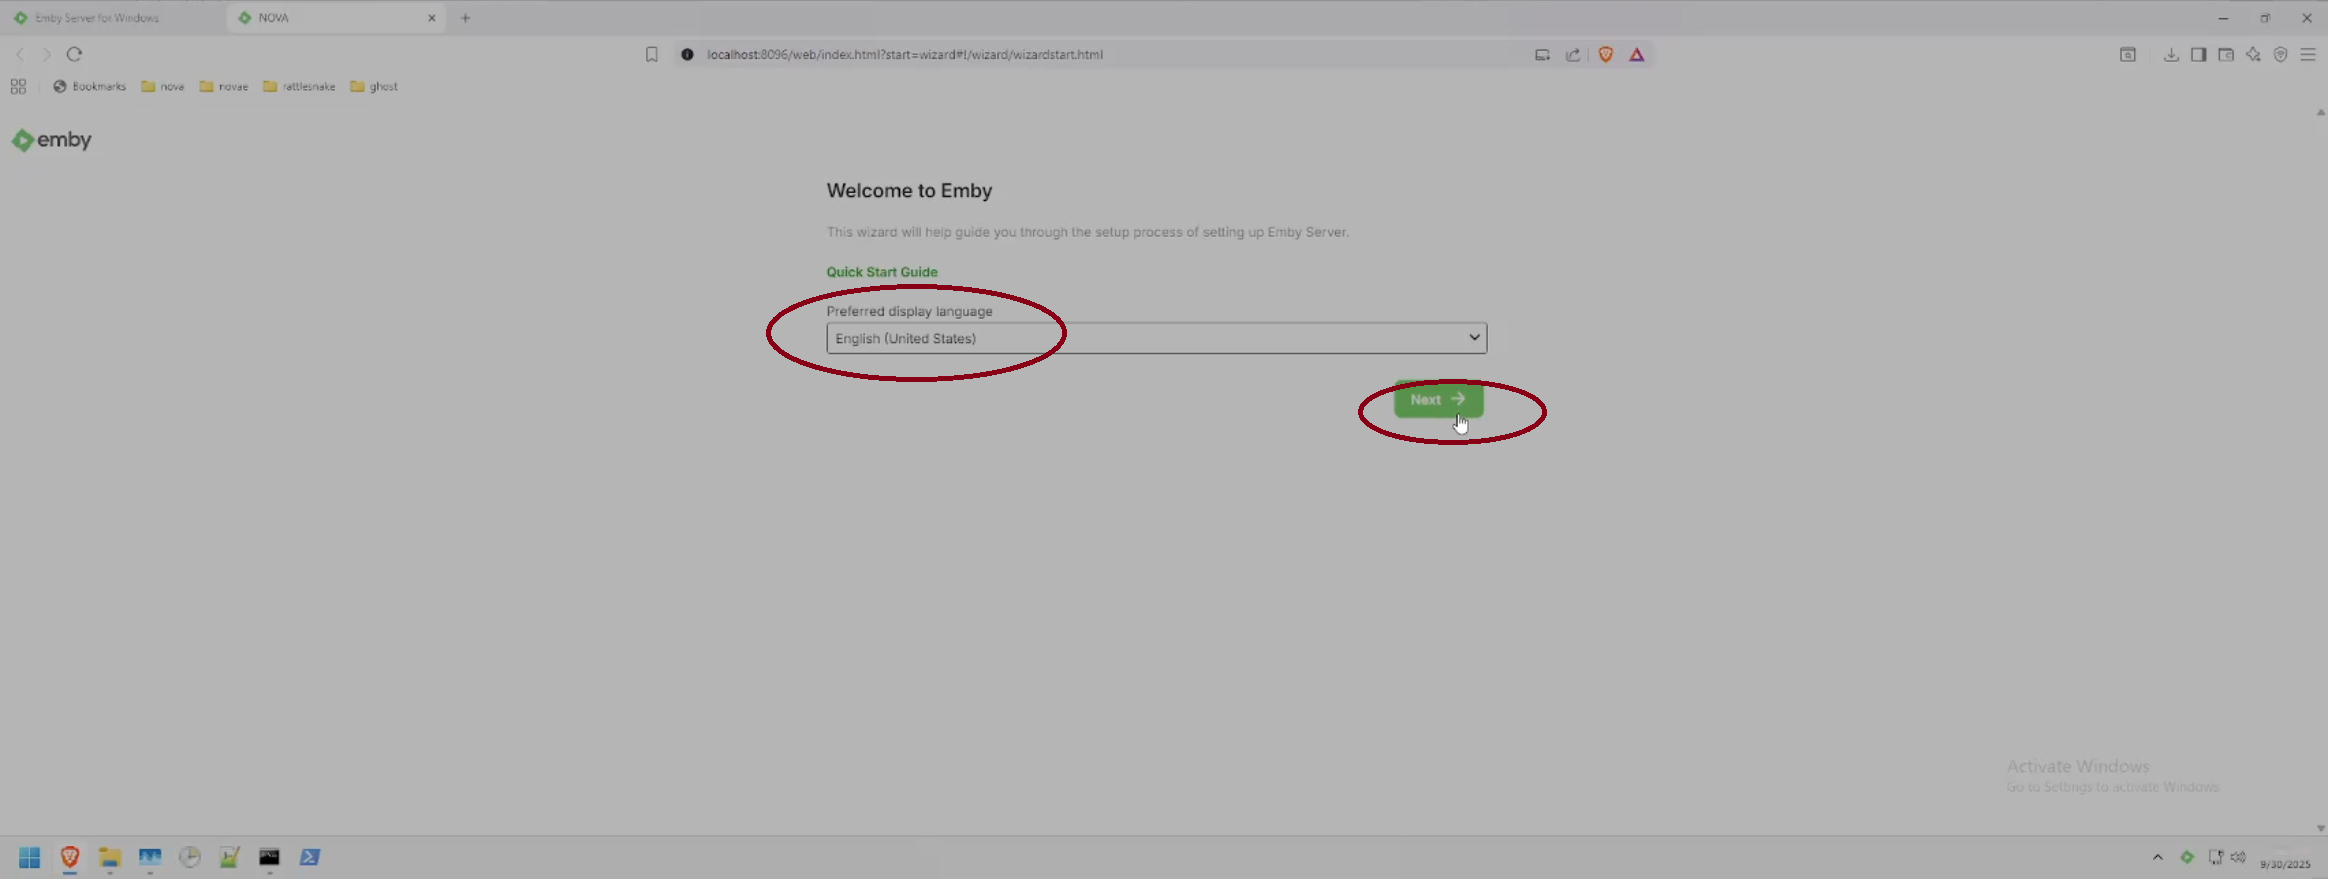 Emby Server for Windows
NOVA
localhost:8096/web/index.html?start=wizard#!/wizard/wizardstart.html
Bookmarks
nova
novae
rattlesnake
ghost
emby
Welcome to Emby
This wizard will help guide you through the setup process of setting up Emby Server.
Quick Start Guide
Preferred display language
English (United States)
Next
Activate Windows
Go to Settings to activate Windows.
9/30/2025